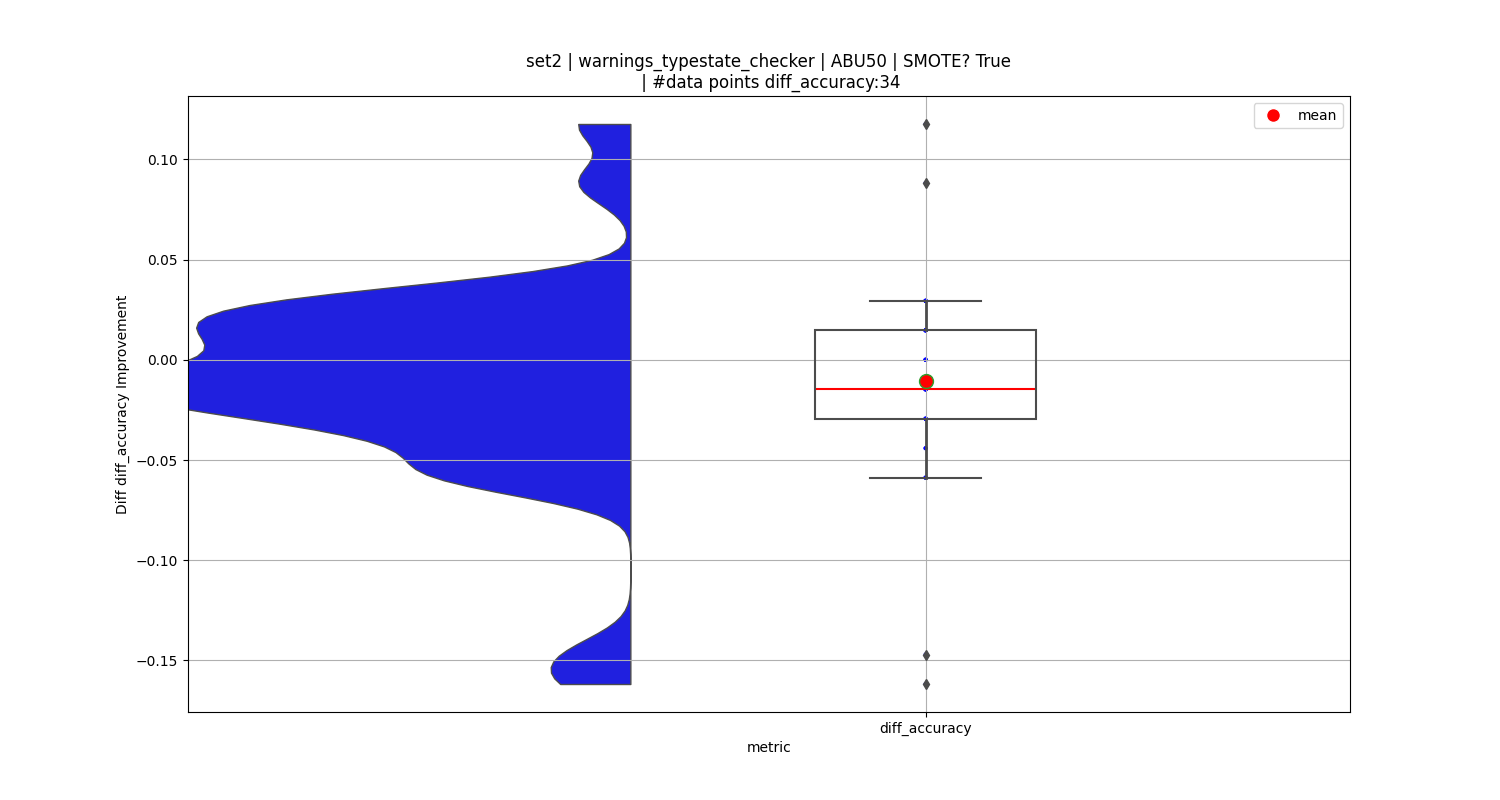 set2 | warnings_typestate_checker | ABU50 | SMOTE? True
| #data points diff_accuracy:34
mean
0.10
0.05
0.00
−0.05
−0.10
−0.15
Diff diff_accuracy Improvement
diff_accuracy
metric